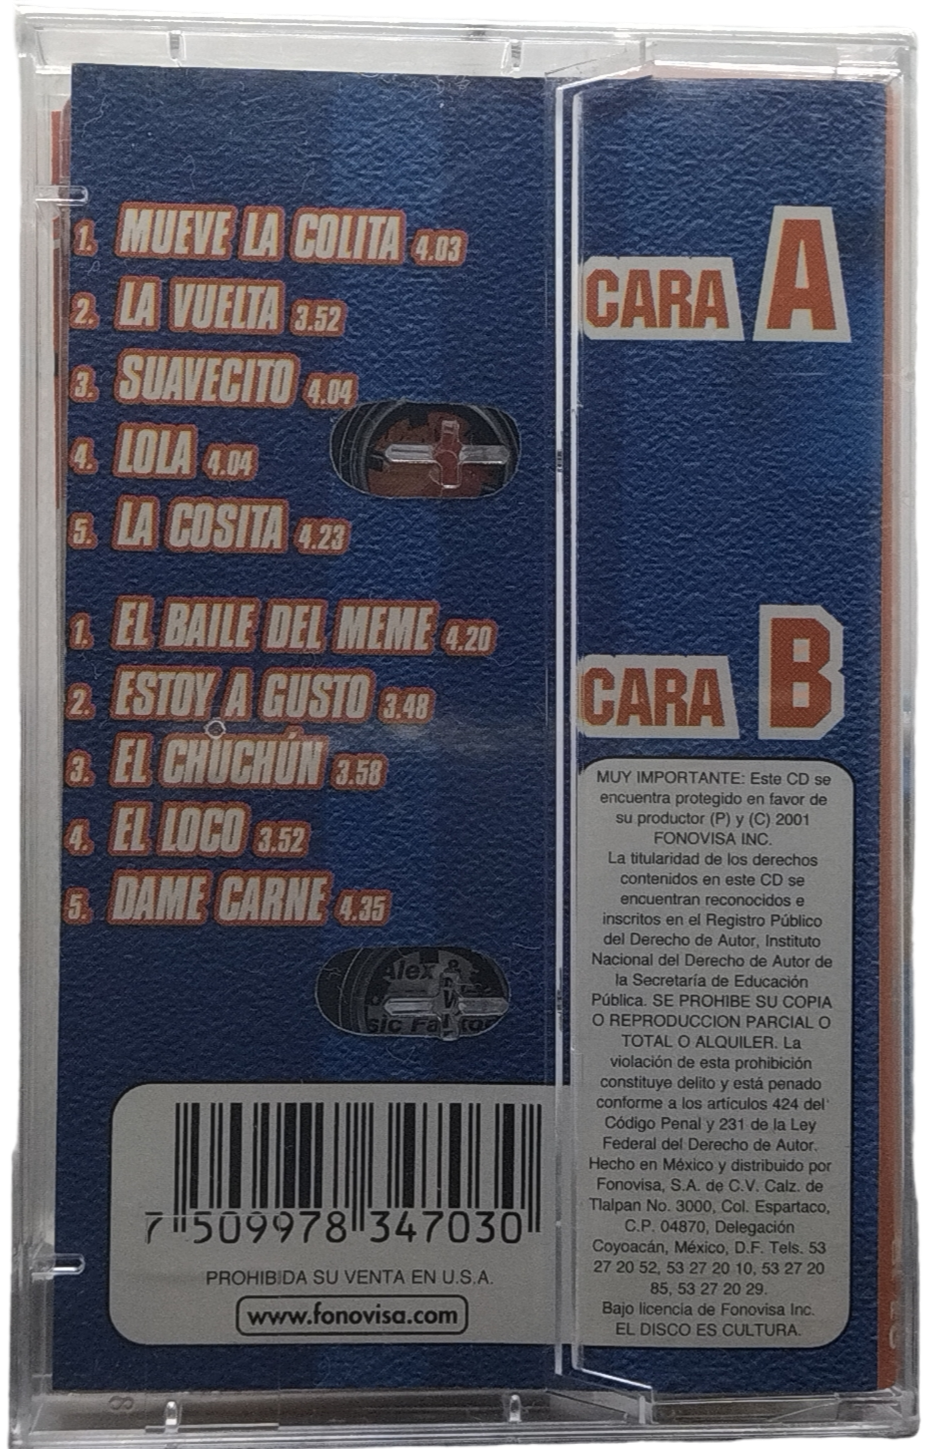 1. MUEVE LA COLITA 4.03
2. LA VUELTA 3.52
3. SUAVECITO 4.04
4. LOLA 4.04
5. LA COSITA 4.23
CARA A
1. EL BAILE DEL MEME 4.20
2. ESTOY A GUSTO 3.48
3. EL CHUCHÚN 3.58
4. EL LOCO 3.52
5. DAME CARNE 4.35
CARA B
Alex &
sic Factor
7 509978 347030
PROHIBIDA SU VENTA EN U.S.A.
www.fonovisa.com
MUY IMPORTANTE: Este CD se
encuentra protegido en favor de
su productor (P) y (C) 2001
FONOVISA INC.
La titularidad de los derechos
contenidos en este CD se
encuentran reconocidos e
inscritos en el Registro Público
del Derecho de Autor, Instituto
Nacional del Derecho de Autor de
la Secretaría de Educación
Pública. SE PROHIBE SU COPIA
O REPRODUCCION PARCIAL O
TOTAL O ALQUILER. La
violación de esta prohibición
constituye delito y está penado
conforme a los artículos 424 del
Código Penal y 231 de la Ley
Federal del Derecho de Autor.
Hecho en México y distribuido por
Fonovisa, S.A. de C.V. Calz. de
Tlalpan No. 3000, Col. Espartaco,
C.P. 04870, Delegación
Coyoacán, México, D.F. Tels. 53
27 20 52, 53 27 20 10, 53 27 20
85, 53 27 20 29.
Bajo licencia de Fonovisa Inc.
EL DISCO ES CULTURA.